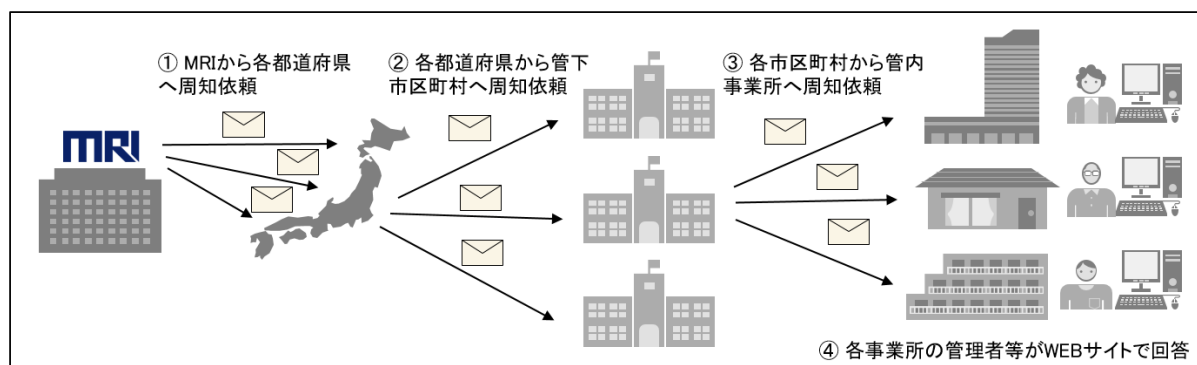 ① MRIから各都道府県
へ周知依頼
② 各都道府県から管下
市区町村へ周知依頼
③ 各市区町村から管内
事業所へ周知依頼
MRI
④ 各事業所の管理者等がWEBサイトで回答